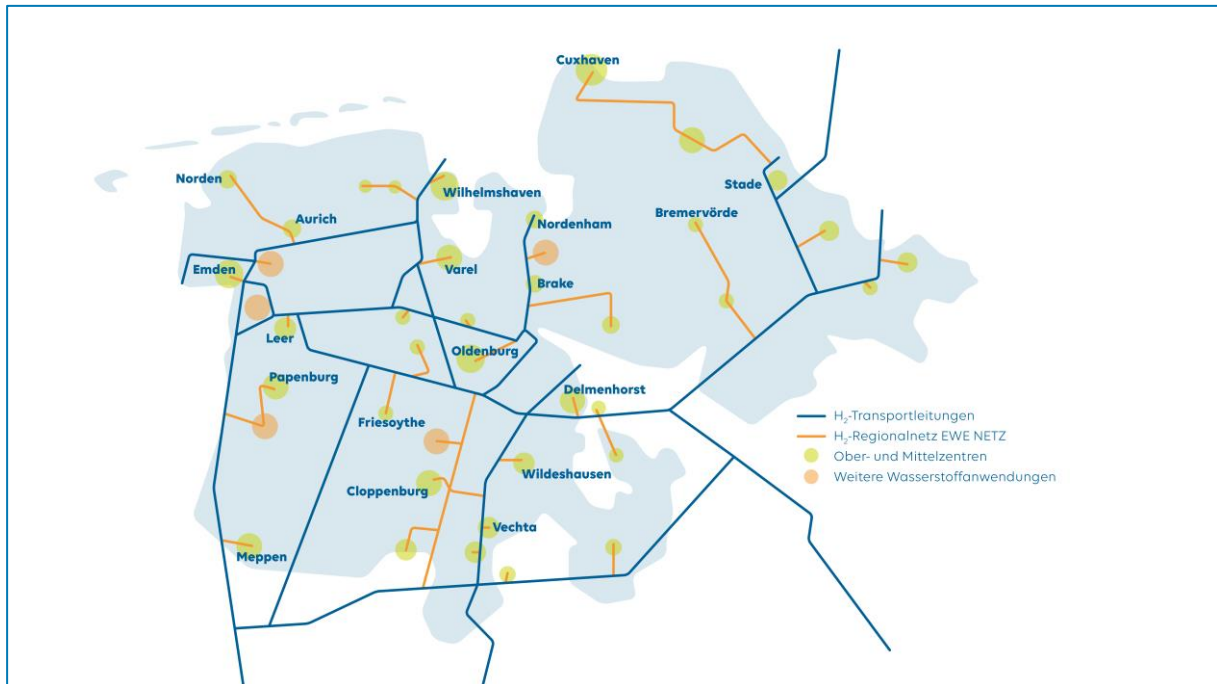 Cuxhaven
Norden
Wilhelmshaven
Stade
Aurich
Nordenham
Bremervörde
Emden
Varel
Brake
Leer
Oldenburg
Papenburg
Delmenhorst
Friesoythe
Wildeshausen
Cloppenburg
Vechta
Meppen
H₂-Transportleitungen
H₂-Regionalnetz EWE NETZ
Ober- und Mittelzentren
Weitere Wasserstoffanwendungen